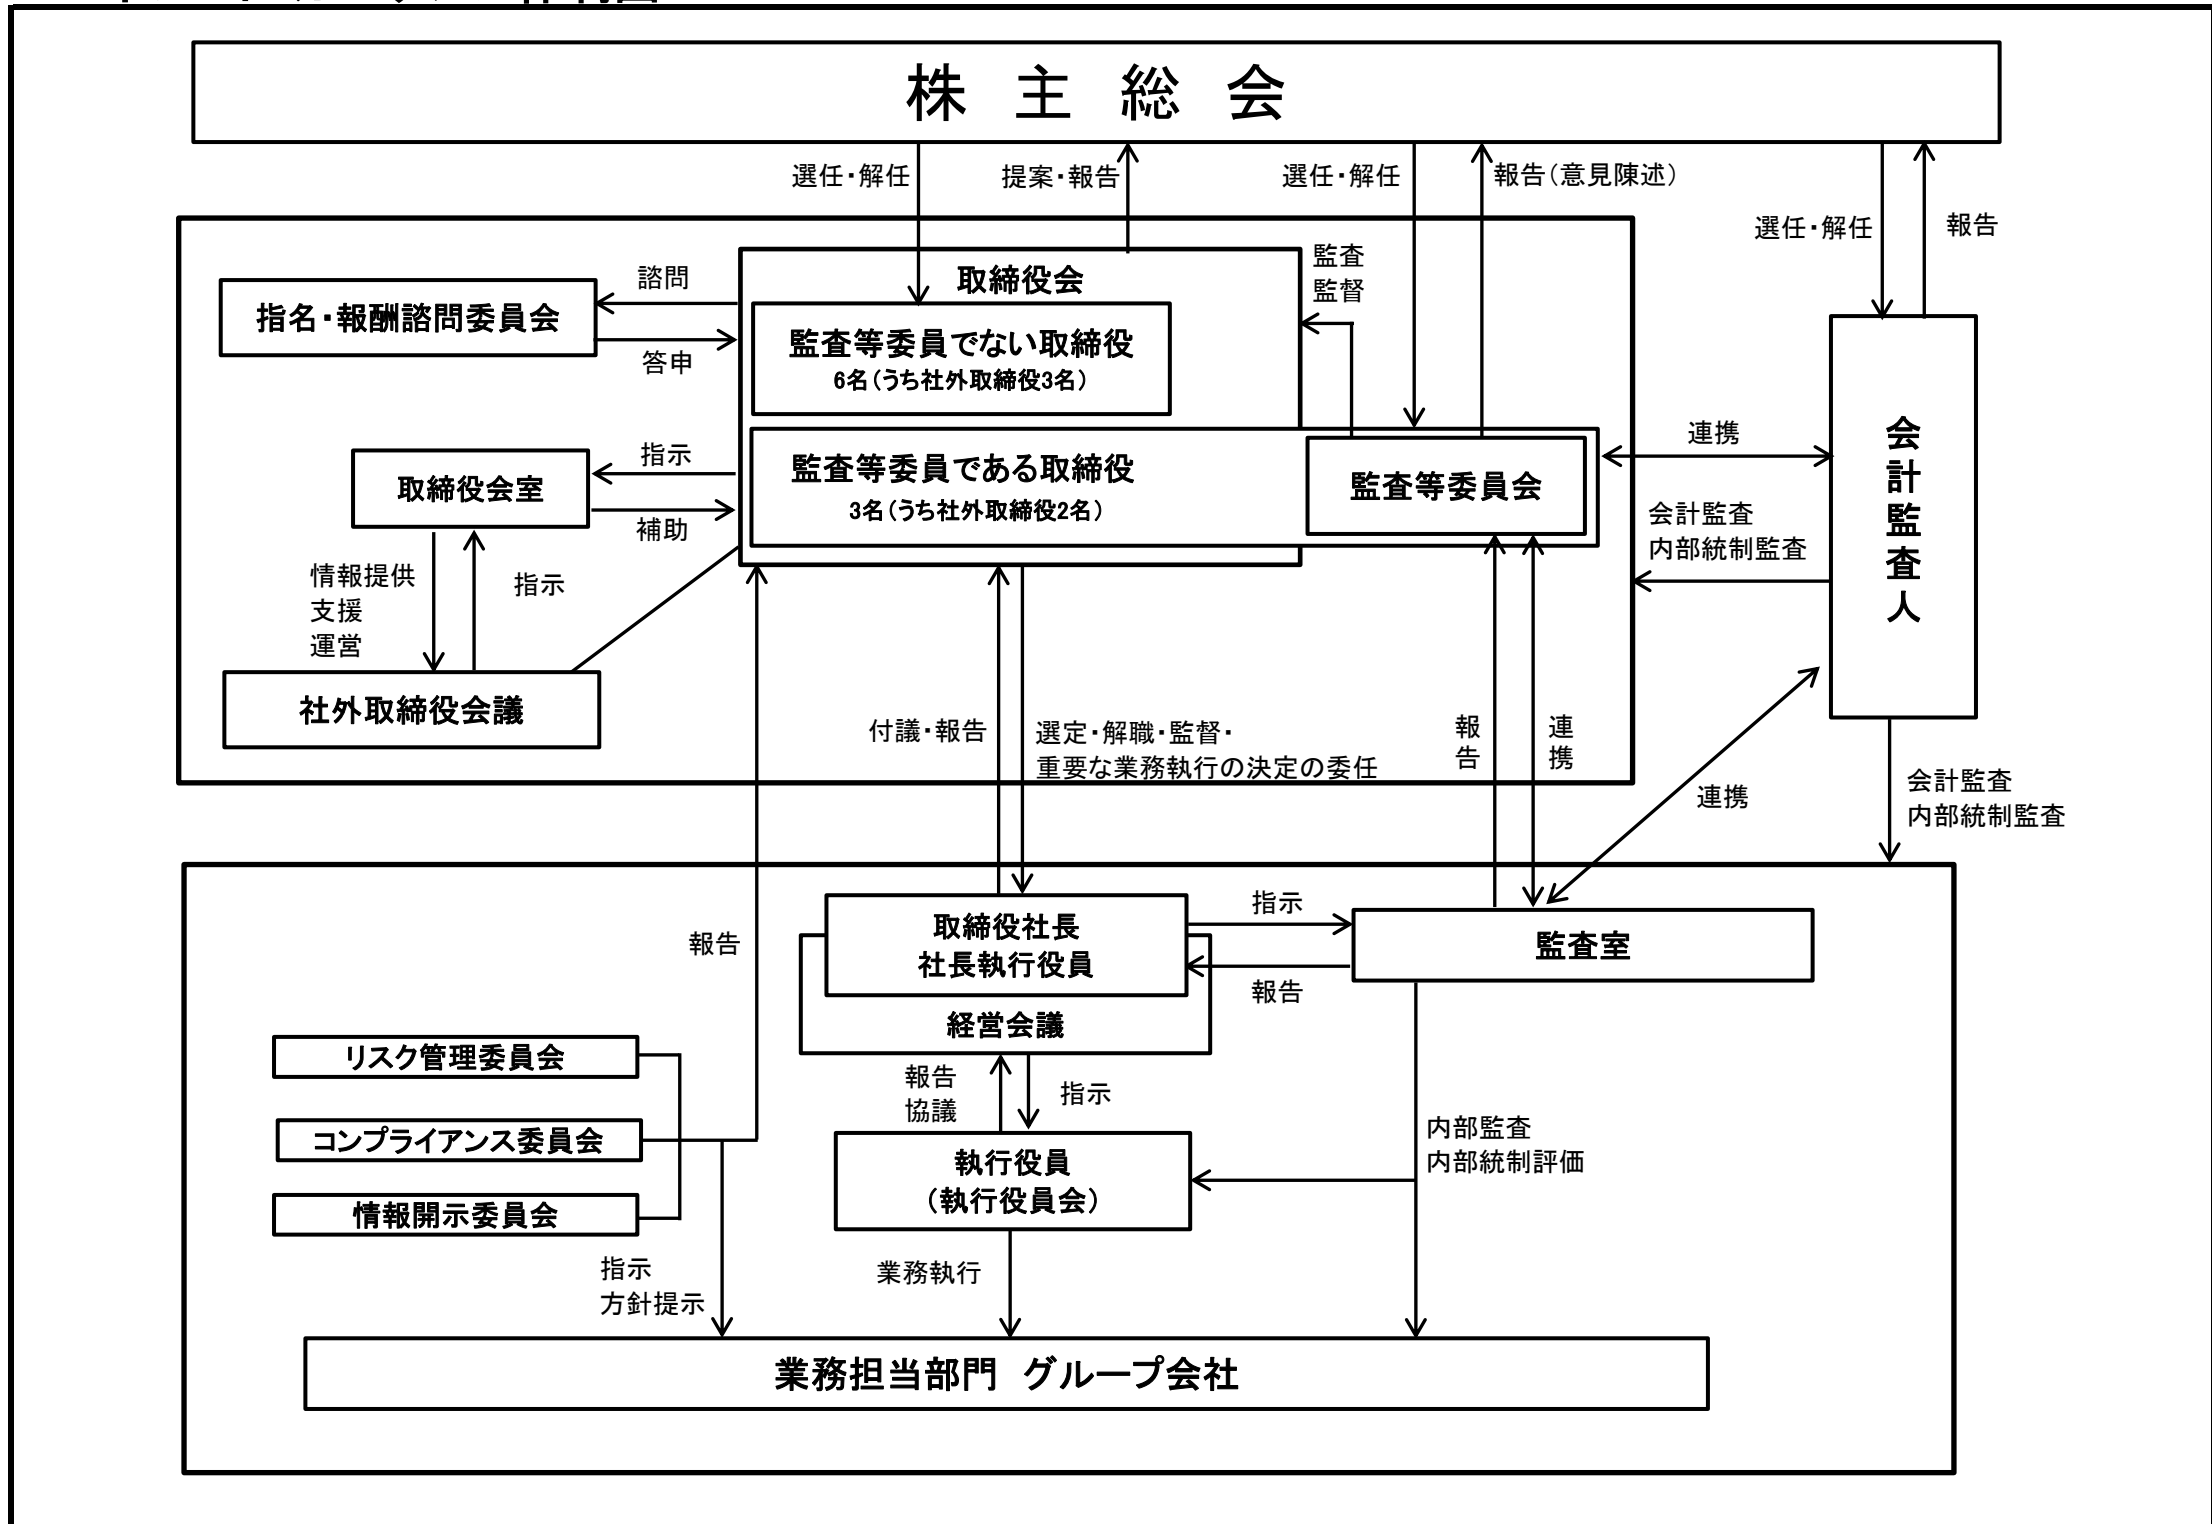 株主総会
選任・解任
提案・報告
選任・解任
報告（意見陳述）
選任・解任
報告
取締役会
監査
監督
諮問
指名・報酬諮問委員会
答申
監査等委員でない取締役
6名（うち社外取締役3名）
指示
取締役会室
補助
監査等委員である取締役
3名（うち社外取締役2名）
監査等委員会
連携
会計監査
内部統制監査
会計監査人
情報提供
支援
運営
指示
社外取締役会議
付議・報告
選定・解職・監督・
重要な業務執行の決定の委任
報告
連携
連携
会計監査
内部統制監査
報告
取締役社長
社長執行役員
経営会議
指示
報告
監査室
リスク管理委員会
コンプライアンス委員会
情報開示委員会
報告
協議
指示
執行役員
（執行役員会）
内部監査
内部統制評価
指示
方針提示
業務執行
業務担当部門　グループ会社